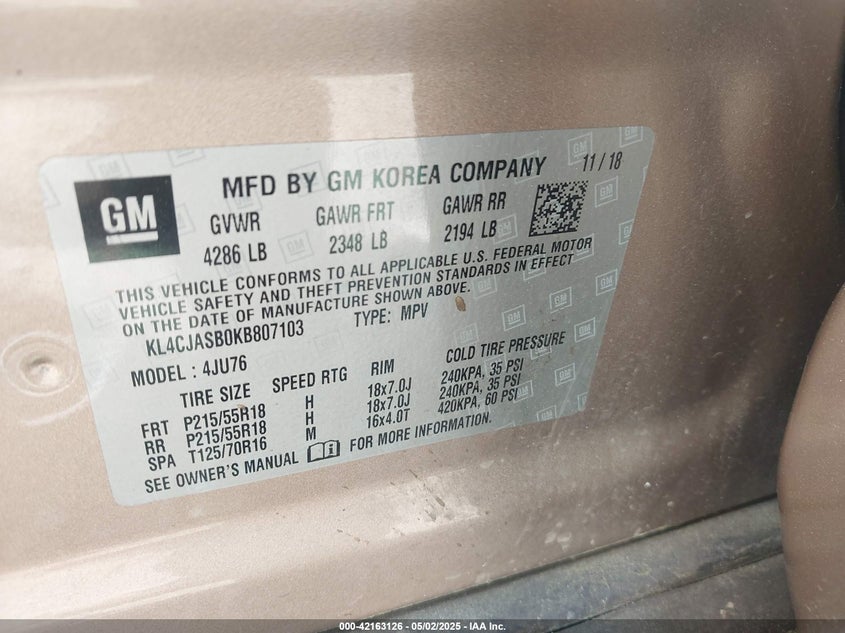 GM
MFD BY GM KOREA COMPANY 11 / 18
GVWR GAWR FRT GAWR RR
4286 LB 2348 LB 2194 LB
THIS VEHICLE CONFORMS TO ALL APPLICABLE U.S. FEDERAL MOTOR
VEHICLE SAFETY AND THEFT PREVENTION STANDARDS IN EFFECT
ON THE DATE OF MANUFACTURE SHOWN ABOVE.
KL4CJASB0KB807103 TYPE: MPV
MODEL : 4JU76
TIRE SIZE SPEED RTG RIM COLD TIRE PRESSURE
FRT P215/55R18 H 18x7.0J 240KPA, 35 PSI
RR P215/55R18 H 18x7.0J 240KPA, 35 PSI
SPA T125/70R16 M 16x4.0T 420KPA, 60 PSI
SEE OWNER'S MANUAL FOR MORE INFORMATION.
000-42163126 - 05/02/2025 - IAA Inc.